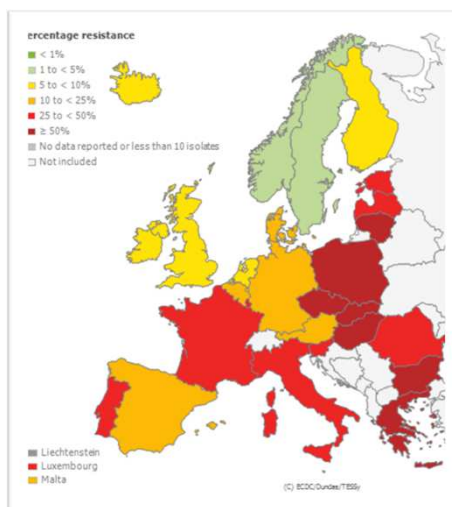 ercentage resistance
< 1%
1 to < 5%
5 to < 10%
10 to < 25%
25 to < 50%
≥ 50%
No data reported or less than 10 isolates
Not included
Liechtenstein
Luxembourg
Malta
(C) ECDC/Dundas/TESSy